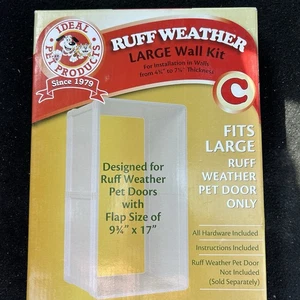 IDEAL
PET PRODUCTS
Since 1979
RUFF WEATHER
LARGE Wall Kit
For Installation in Walls
from 4¾" to 7½" Thickness
C
FITS
LARGE
RUFF
WEATHER
PET DOOR
ONLY
Designed for
Ruff Weather
Pet Doors
with
Flap Size of
9¾" x 17"
All Hardware Included
Instructions Included
Ruff Weather Pet Door
Not Included
(Sold Separately)